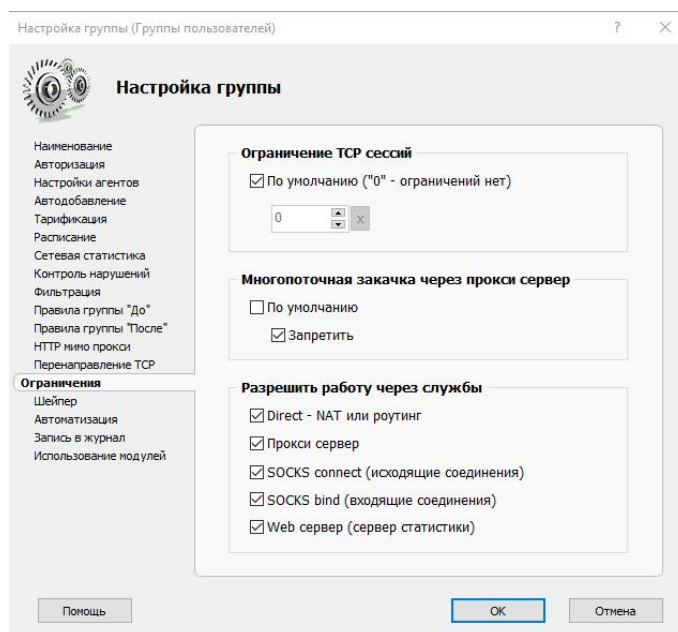 Настройка группы (Группы пользователей)
?
×
Настройка группы
Наименование
Авторизация
Настройки агентов
Автодобавление
Тарификация
Расписание
Сетевая статистика
Контроль нарушений
Фильтрация
Правила группы "До"
Правила группы "После"
HTTP мимо прокси
Перенаправление TCP
Ограничения
Шейпер
Автоматизация
Запись в журнал
Использование модулей
Ограничение TCP сессий
По умолчанию ("0" - ограничений нет)
0
x
Многопоточная закачка через прокси сервер
По умолчанию
Запретить
Разрешить работу через службы
Direct - NAT или роутинг
Прокси сервер
SOCKS connect (исходящие соединения)
SOCKS bind (входящие соединения)
Web сервер (сервер статистики)
Помощь
OK
Отмена